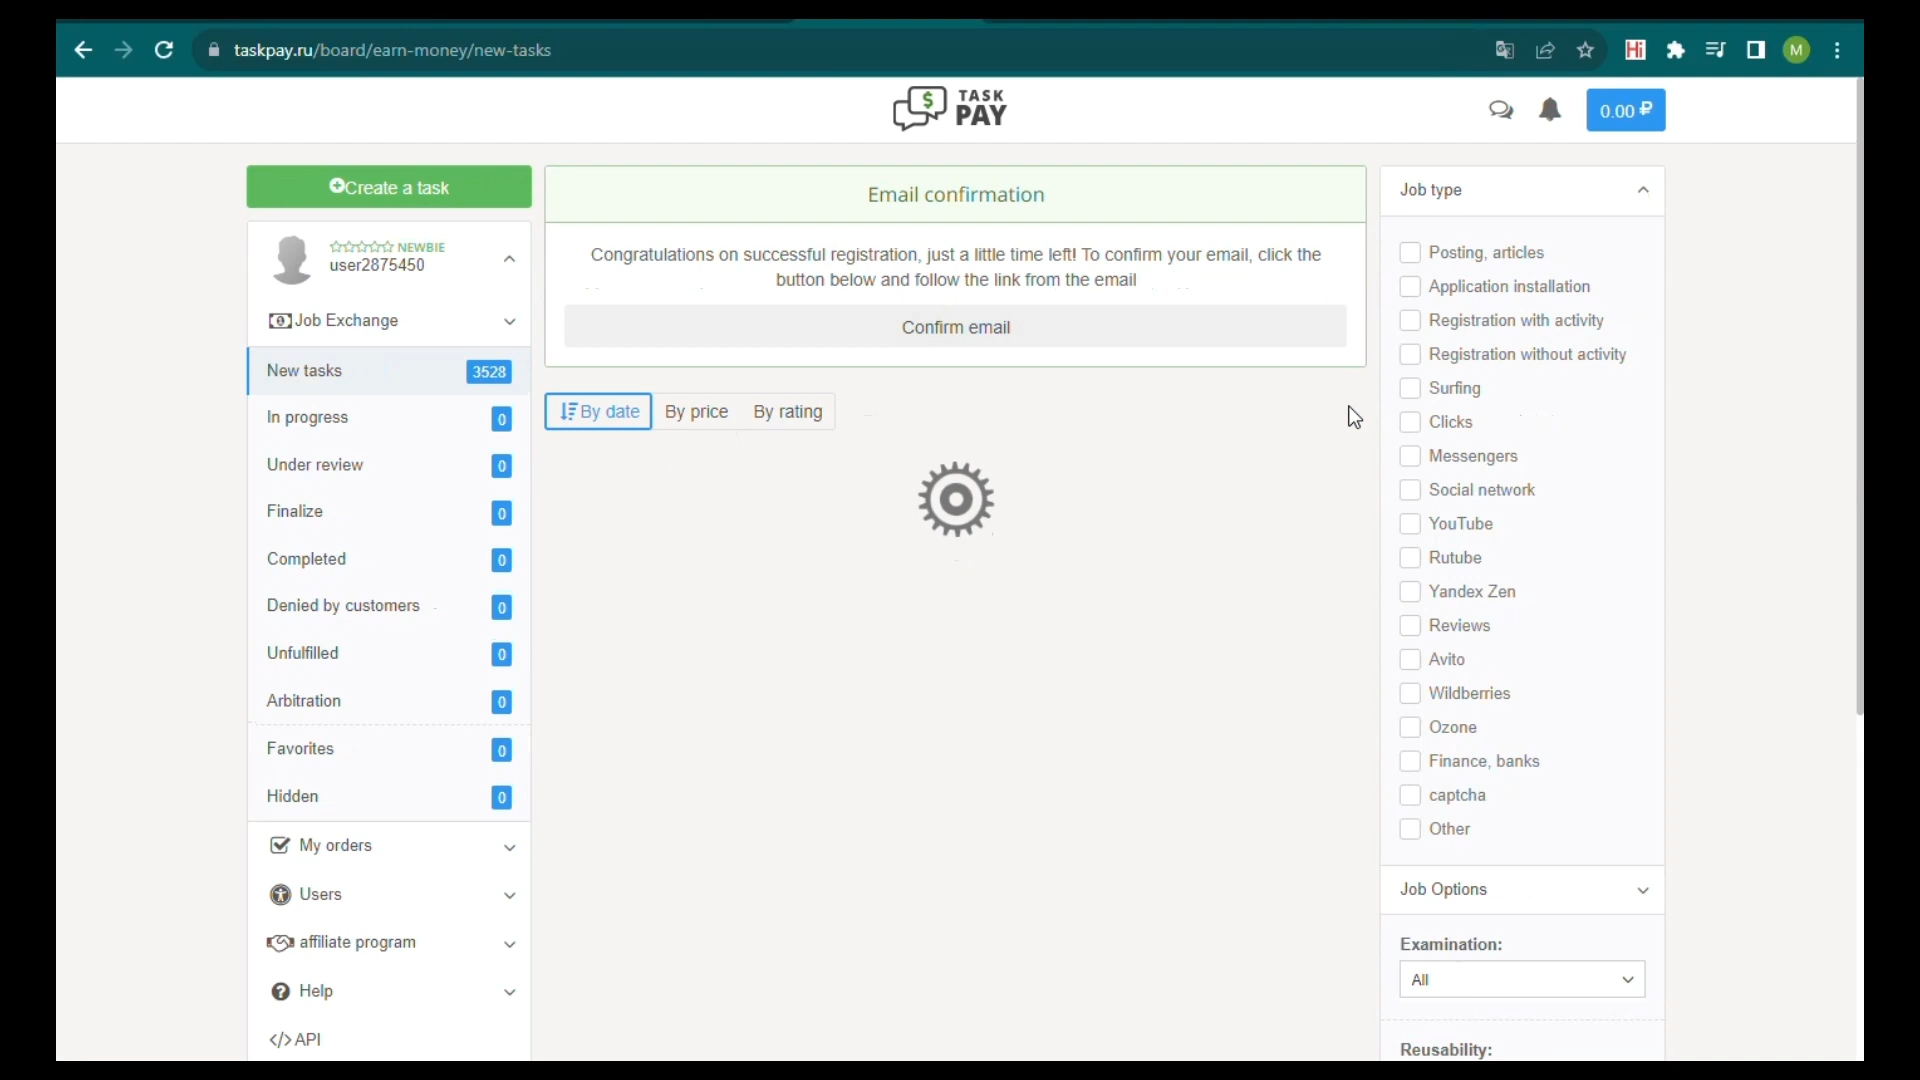 taskpay.ru/board/earn-money/new-tasks
Hi
M
$ TASK
PAY
0.00 ₽
Create a task
NEWBIE
user2875450
Job Exchange
New tasks 3528
In progress 0
Under review 0
Finalize 0
Completed 0
Denied by customers 0
Unfulfilled 0
Arbitration 0
Favorites 0
Hidden 0
My orders
Users
affiliate program
Help
</> API
Email confirmation
Congratulations on successful registration, just a little time left! To confirm your email, click the
button below and follow the link from the email
Confirm email
By date By price By rating
Job type
Posting, articles
Application installation
Registration with activity
Registration without activity
Surfing
Clicks
Messengers
Social network
YouTube
Rutube
Yandex Zen
Reviews
Avito
Wildberries
Ozone
Finance, banks
captcha
Other
Job Options
Examination:
All
Reusability: